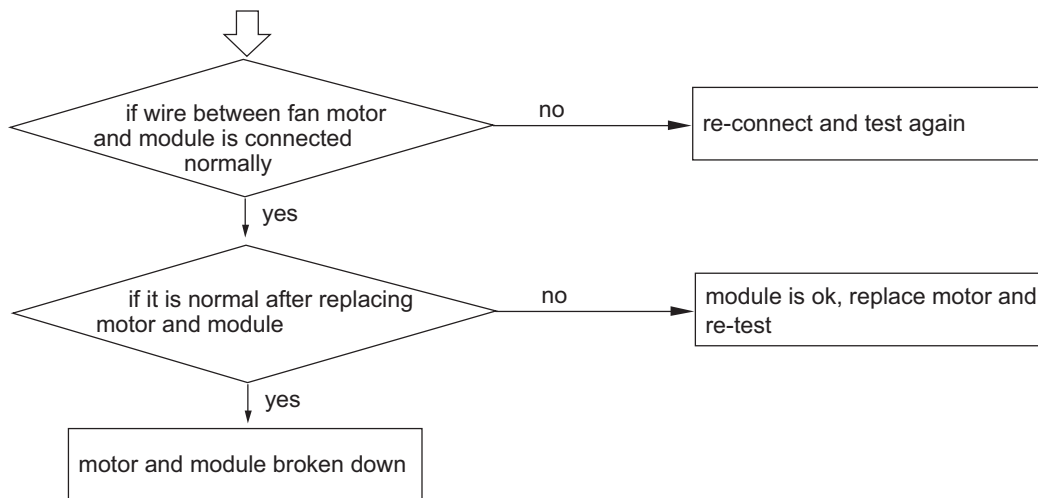 if wire between fan motor
and module is connected
normally
no
re-connect and test again
yes
if it is normal after replacing
motor and module
no
module is ok, replace motor and
re-test
yes
motor and module broken down